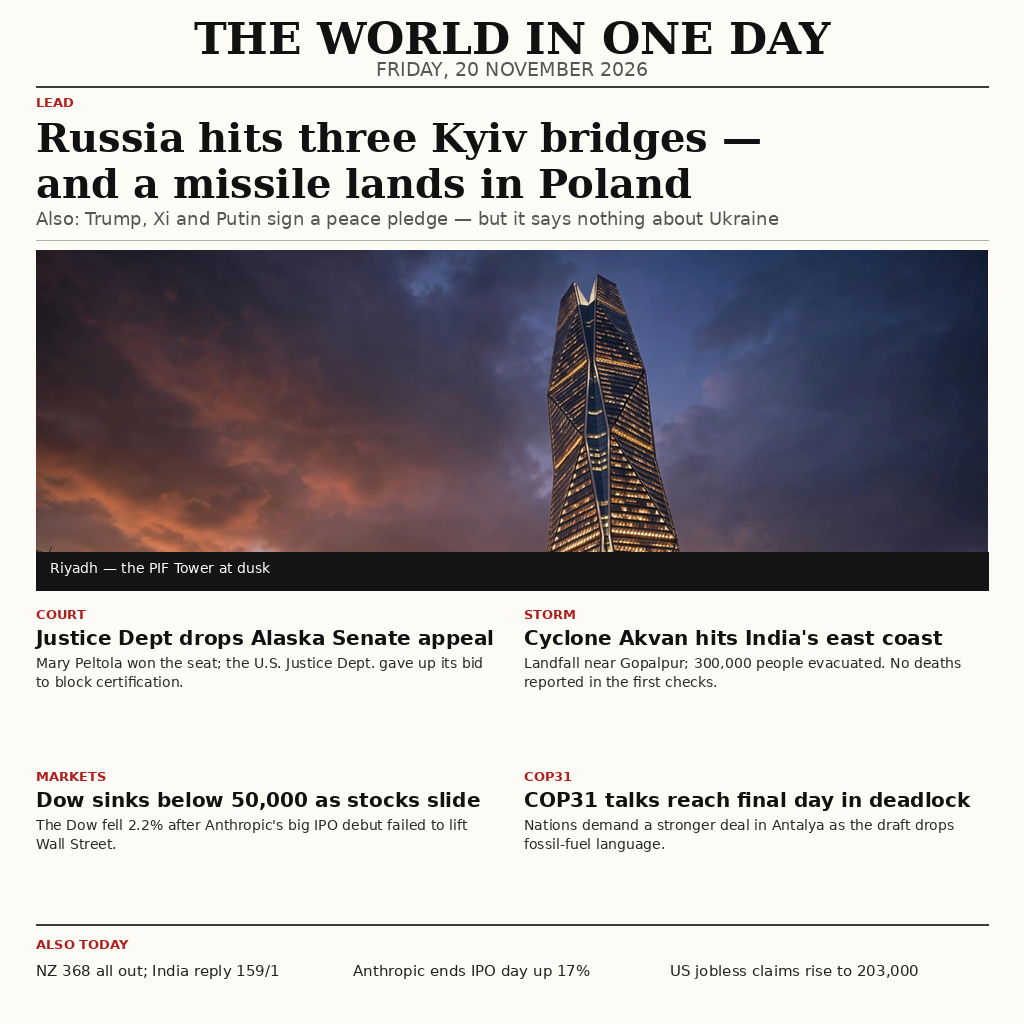 THE WORLD IN ONE DAY
FRIDAY, 20 NOVEMBER 2026
LEAD
Russia hits three Kyiv bridges —
and a missile lands in Poland
Also: Trump, Xi and Putin sign a peace pledge — but it says nothing about Ukraine
Riyadh — the PIF Tower at dusk
COURT
Justice Dept drops Alaska Senate appeal
Mary Peltola won the seat; the U.S. Justice Dept. gave up its bid
to block certification.
STORM
Cyclone Akvan hits India's east coast
Landfall near Gopalpur; 300,000 people evacuated. No deaths
reported in the first checks.
MARKETS
Dow sinks below 50,000 as stocks slide
The Dow fell 2.2% after Anthropic's big IPO debut failed to lift
Wall Street.
COP31
COP31 talks reach final day in deadlock
Nations demand a stronger deal in Antalya as the draft drops
fossil-fuel language.
ALSO TODAY
NZ 368 all out; India reply 159/1
Anthropic ends IPO day up 17%
US jobless claims rise to 203,000